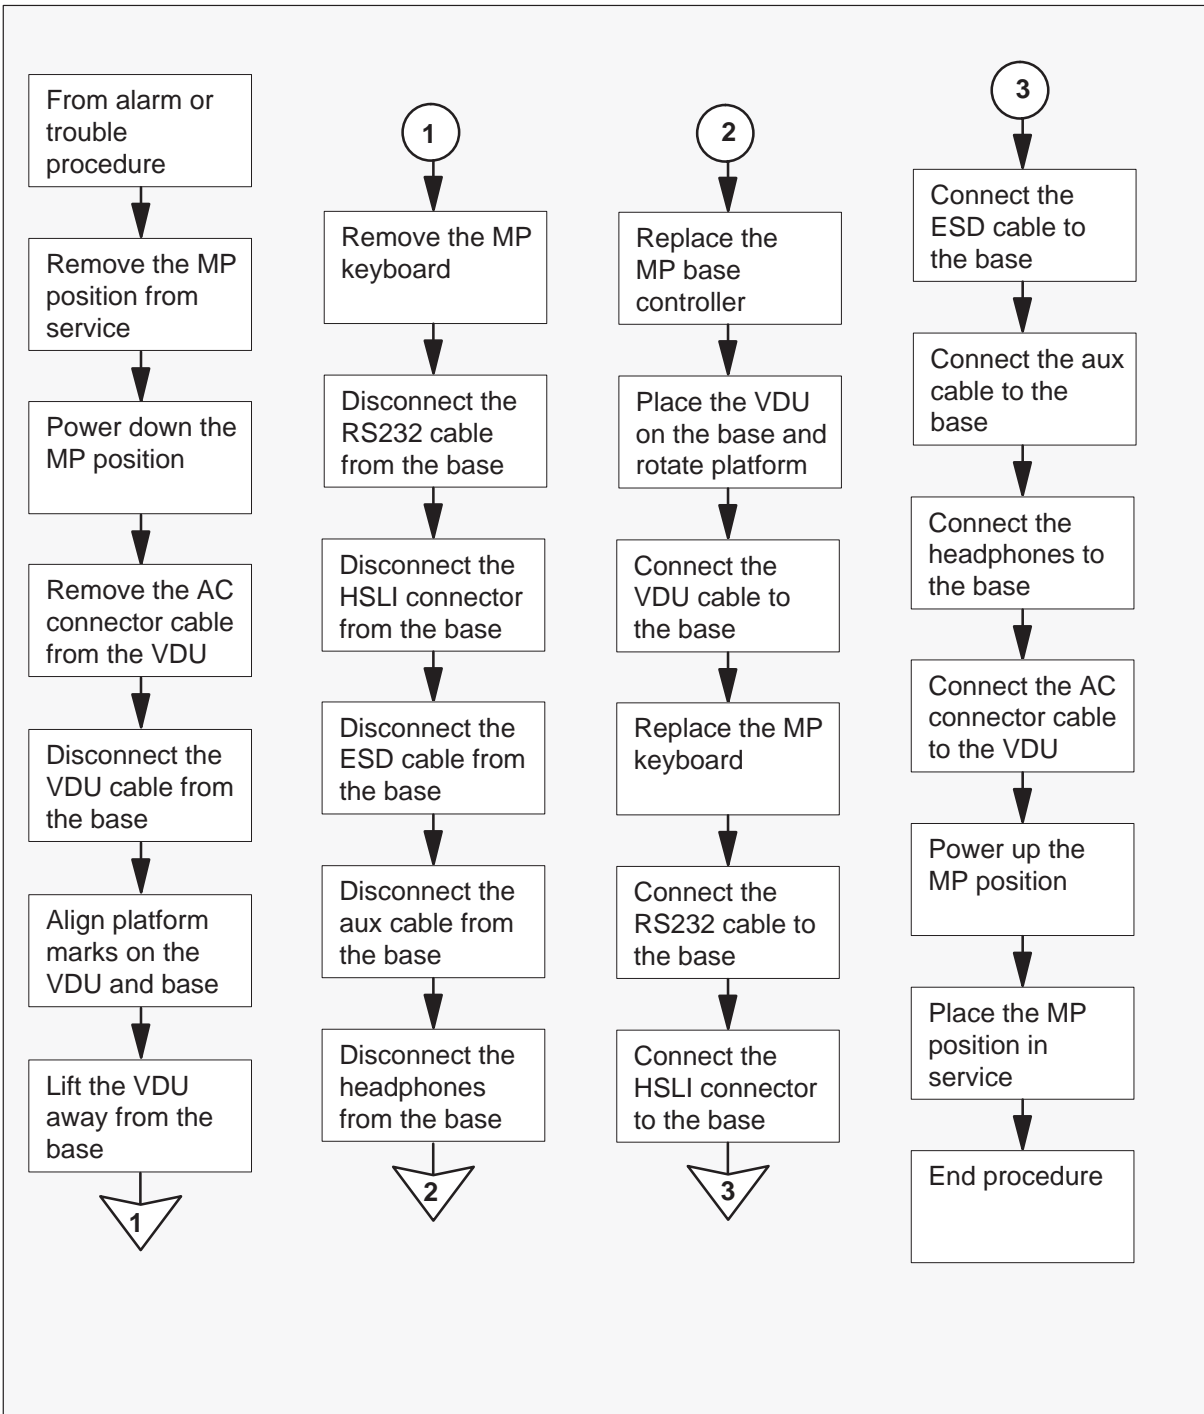 From alarm or
trouble
procedure
Remove the MP
position from
service
Power down the
MP position
Remove the AC
connector cable
from the VDU
Disconnect the
VDU cable from
the base
Align platform
marks on the
VDU and base
Lift the VDU
away from the
base
1
1
Remove the MP
keyboard
Disconnect the
RS232 cable
from the base
Disconnect the
HSLI connector
from the base
Disconnect the
ESD cable from
the base
Disconnect the
aux cable from
the base
Disconnect the
headphones
from the base
2
2
Replace the
MP base
controller
Place the VDU
on the base and
rotate platform
Connect the
VDU cable to
the base
Replace the MP
keyboard
Connect the
RS232 cable to
the base
Connect the
HSLI connector
to the base
3
3
Connect the
ESD cable to
the base
Connect the aux
cable to the
base
Connect the
headphones to
the base
Connect the AC
connector cable
to the VDU
Power up the
MP position
Place the MP
position in
service
End procedure